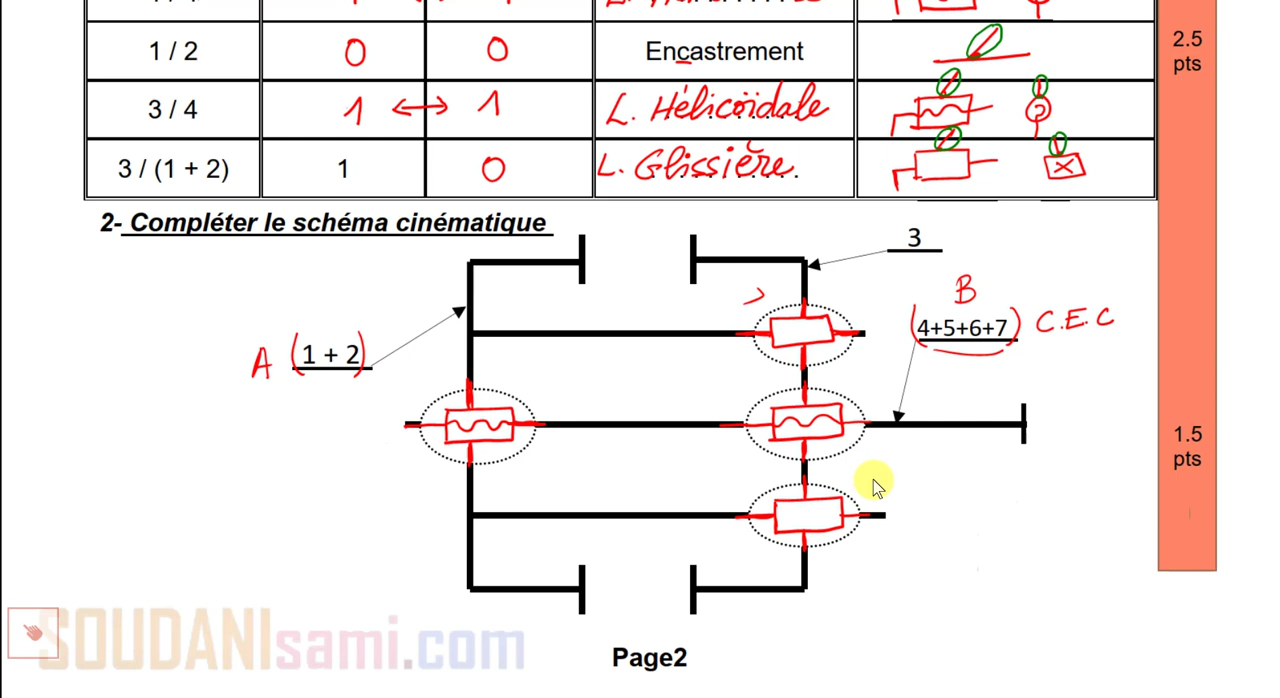 1 / 2 0 0 Encastrement
2.5
pts
3 / 4 1 ↔ 1 L. Hélicoïdale
3 / (1 + 2) 1 0 L. Glissière.
2- Compléter le schéma cinématique
3
B
(4+5+6+7) C.E.C
A (1 + 2)
1.5
pts
SOUDANIsami.com
Page2